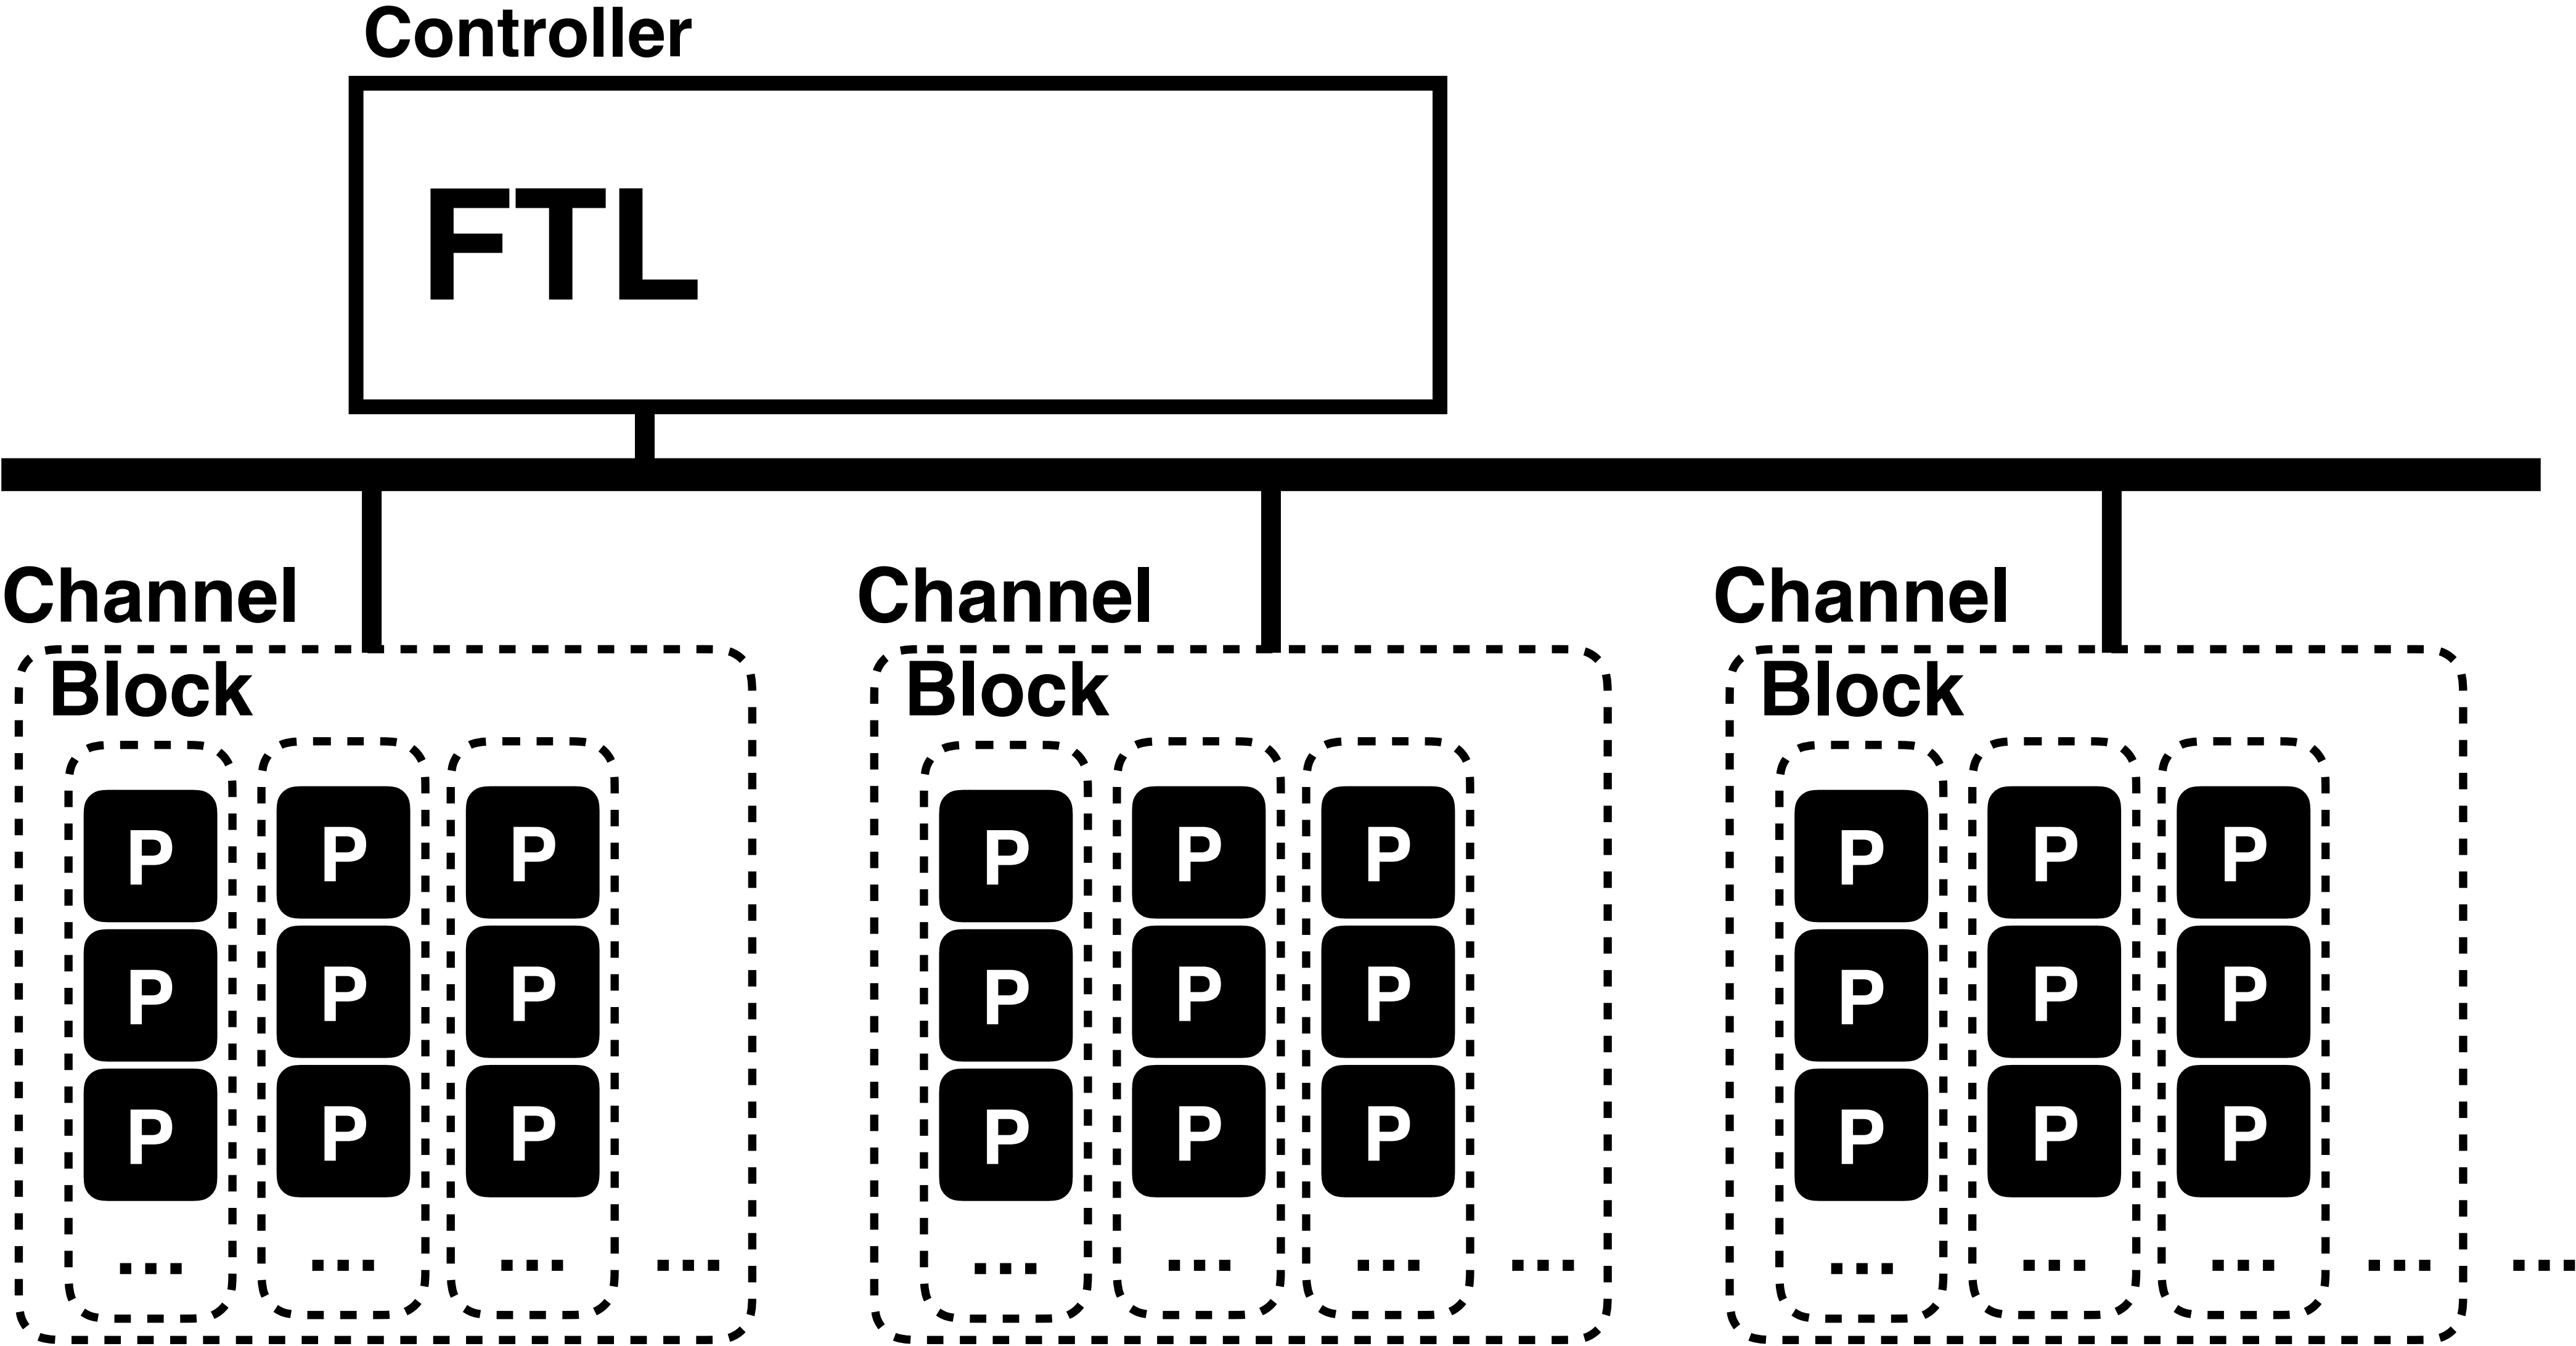 Controller
FTL
Channel Channel Channel
Block Block Block
P P P P P P P P P
P P P P P P P P P
P P P P P P P P P
... ... ... ... ... ... ... ... ... ... ... ... ...